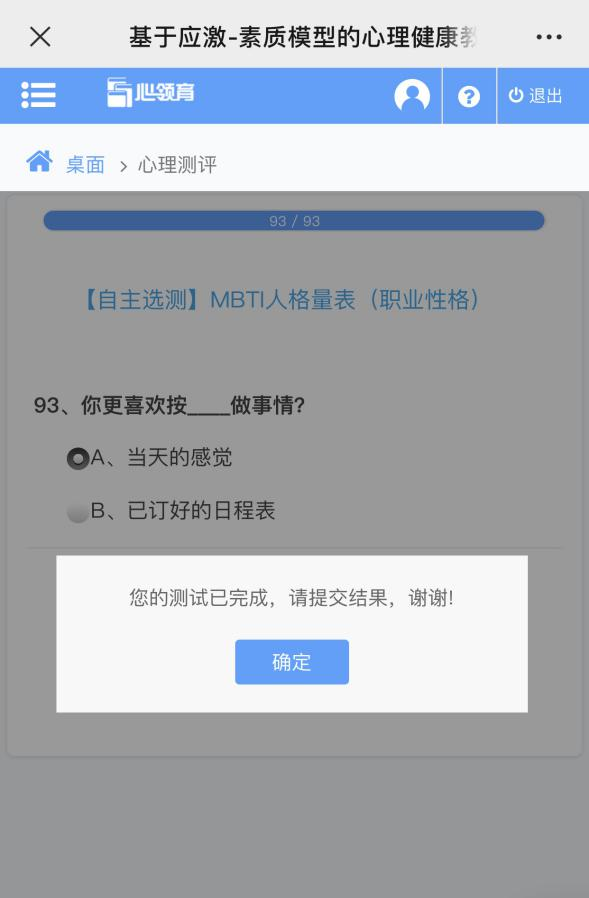 基于应激-素质模型的心理健康教
心领育
退出
桌面 > 心理测评
93 / 93
【自主选测】MBTI人格量表（职业性格）
93、你更喜欢按____做事情?
A、当天的感觉
B、已订好的日程表
您的测试已完成，请提交结果，谢谢!
确定